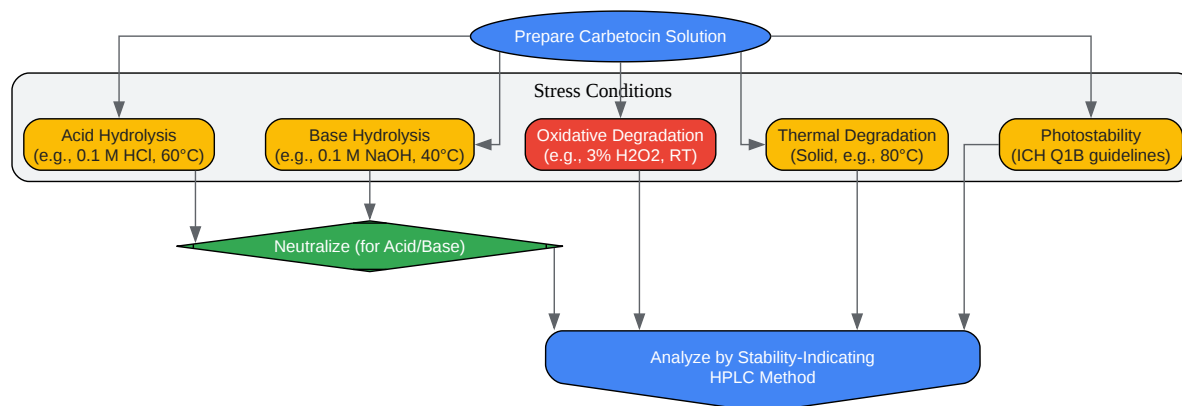 Prepare Carbetocin Solution
Stress Conditions
Acid Hydrolysis
(e.g., 0.1 M HCl, 60°C)
Base Hydrolysis
(e.g., 0.1 M NaOH, 40°C)
Oxidative Degradation
(e.g., 3% H2O2, RT)
Thermal Degradation
(Solid, e.g., 80°C)
Photostability
(ICH Q1B guidelines)
Neutralize (for Acid/Base)
Analyze by Stability-Indicating
HPLC Method